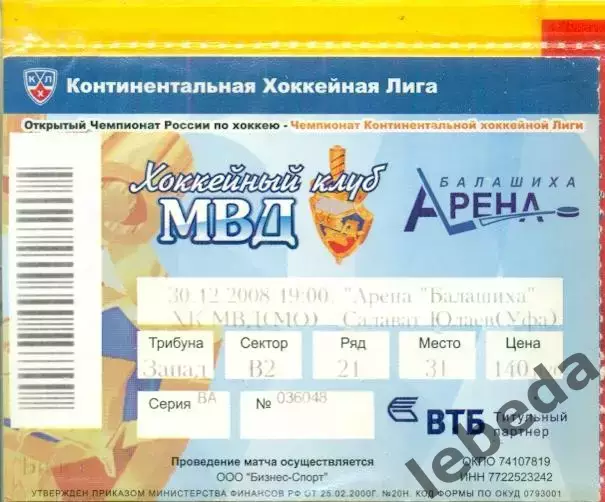 КХЛ
Континентальная Хоккейная Лига
Открытый Чемпионат России по хоккею - Чемпионат Континентальной хоккейной Лиги
Хоккейный клуб
МВД
БАЛАШИХА
АРЕНА
30.12.2008 19:00. "Арена "Балашиха"
ХК МВД(МО) Салават Юлаев(Уфа)
Трибуна Сектор Ряд Место Цена
Запад В2 21 31 140
Серия ВА № 036048
ВТБ Титульный партнер
Проведение матча осуществляет
ООО "Бизнес-Спорт"
ОКПО 74107819
ИНН 7722523242
УТВЕРЖДЕН ПРИКАЗОМ МИНИСТЕРСТВА ФИНАНСОВ РФ ОТ 25.02.2000Г. №20Н. КОД ФОРМЫ ПО ОКУД 0793001
lebeda